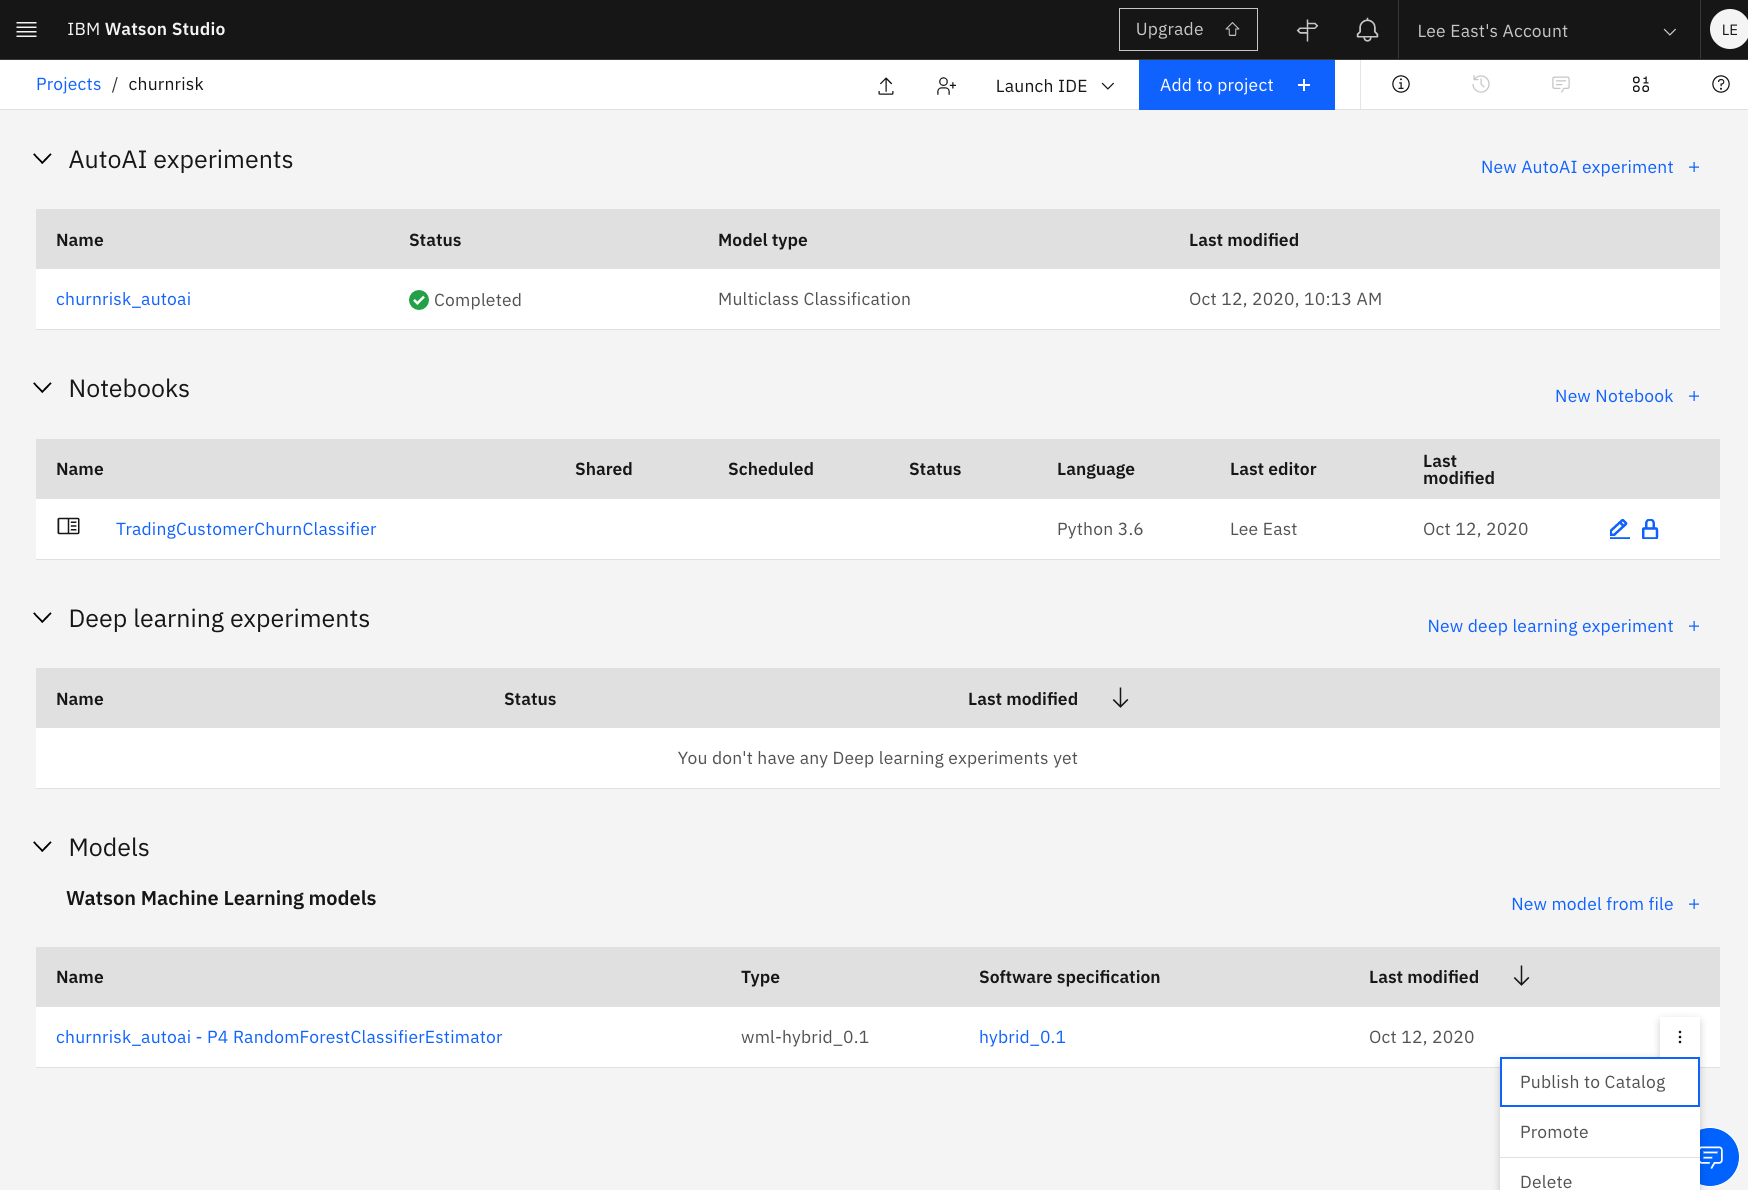 IBM Watson Studio
Upgrade
Lee East's Account
LE
Projects / churnrisk
Launch IDE
Add to project +
AutoAI experiments
New AutoAI experiment +
Name Status Model type Last modified
churnrisk_autoai Completed Multiclass Classification Oct 12, 2020, 10:13 AM
Notebooks
New Notebook +
Name Shared Scheduled Status Language Last editor Last modified
TradingCustomerChurnClassifier Python 3.6 Lee East Oct 12, 2020
Deep learning experiments
New deep learning experiment +
Name Status Last modified
You don't have any Deep learning experiments yet
Models
Watson Machine Learning models
New model from file +
Name Type Software specification Last modified
churnrisk_autoai - P4 RandomForestClassifierEstimator wml-hybrid_0.1 hybrid_0.1 Oct 12, 2020
Publish to Catalog
Promote
Delete